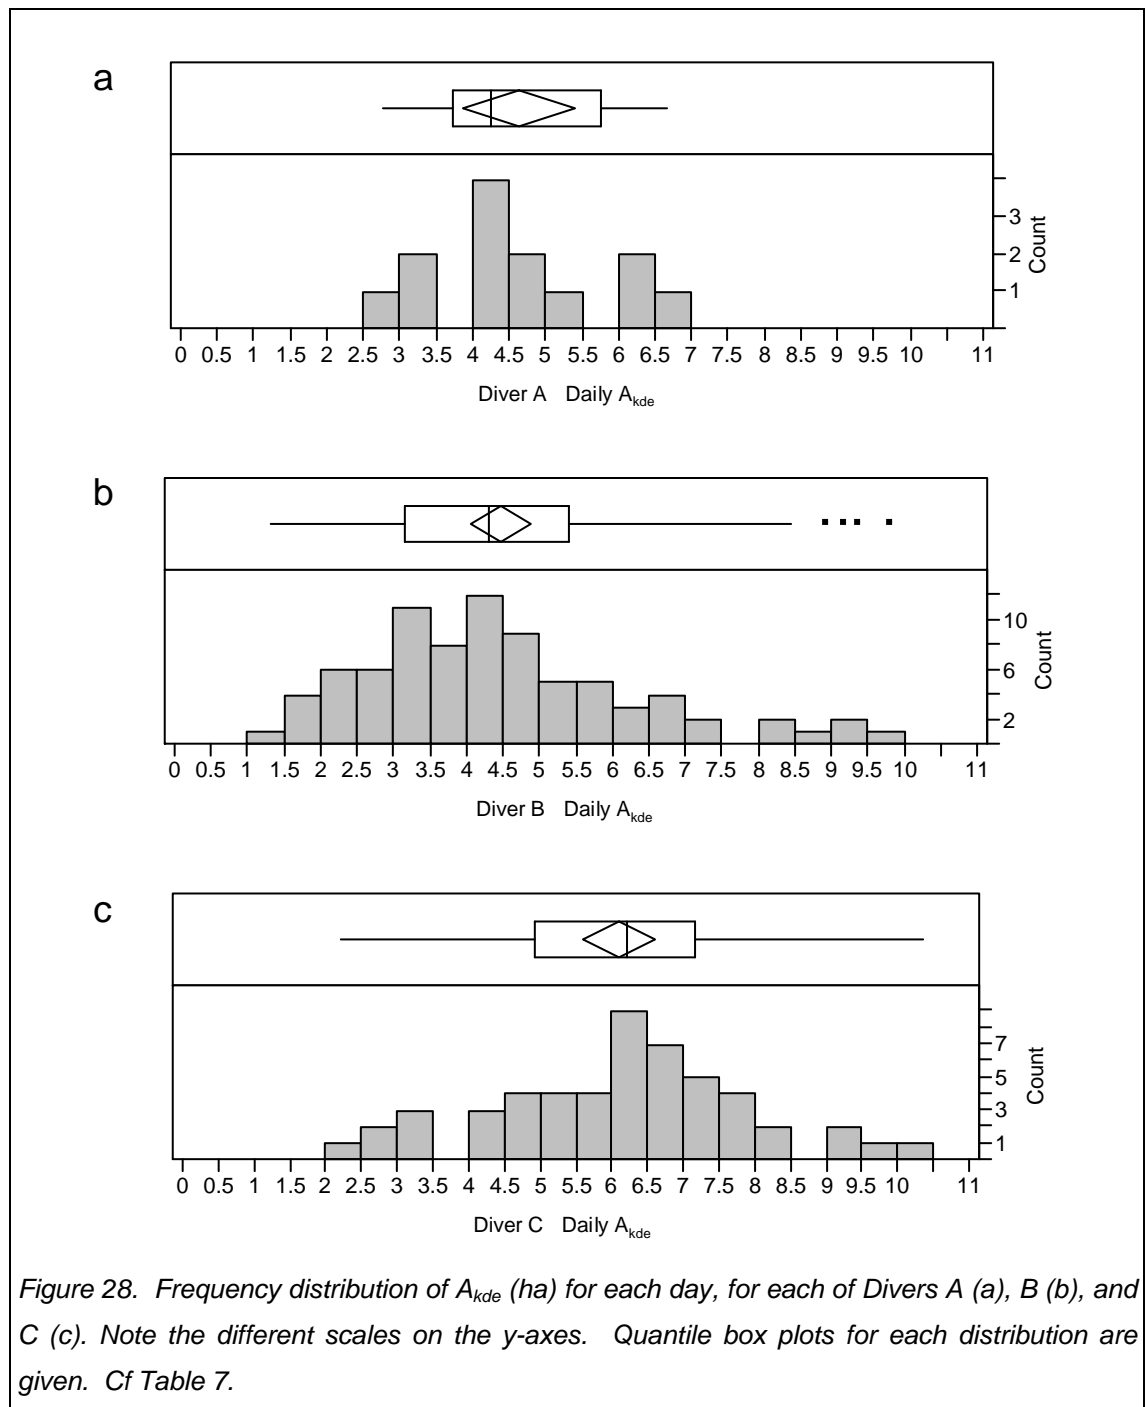 a
3
2
1
Count
0 0.5 1 1.5 2 2.5 3 3.5 4 4.5 5 5.5 6 6.5 7 7.5 8 8.5 9 9.5 10 11
Diver A Daily Akde
b
10
6
2
Count
0 0.5 1 1.5 2 2.5 3 3.5 4 4.5 5 5.5 6 6.5 7 7.5 8 8.5 9 9.5 10 11
Diver B Daily Akde
c
7
5
3
1
Count
0 0.5 1 1.5 2 2.5 3 3.5 4 4.5 5 5.5 6 6.5 7 7.5 8 8.5 9 9.5 10 11
Diver C Daily Akde
Figure 28. Frequency distribution of Akde (ha) for each day, for each of Divers A (a), B (b), and
C (c). Note the different scales on the y-axes. Quantile box plots for each distribution are
given. Cf Table 7.